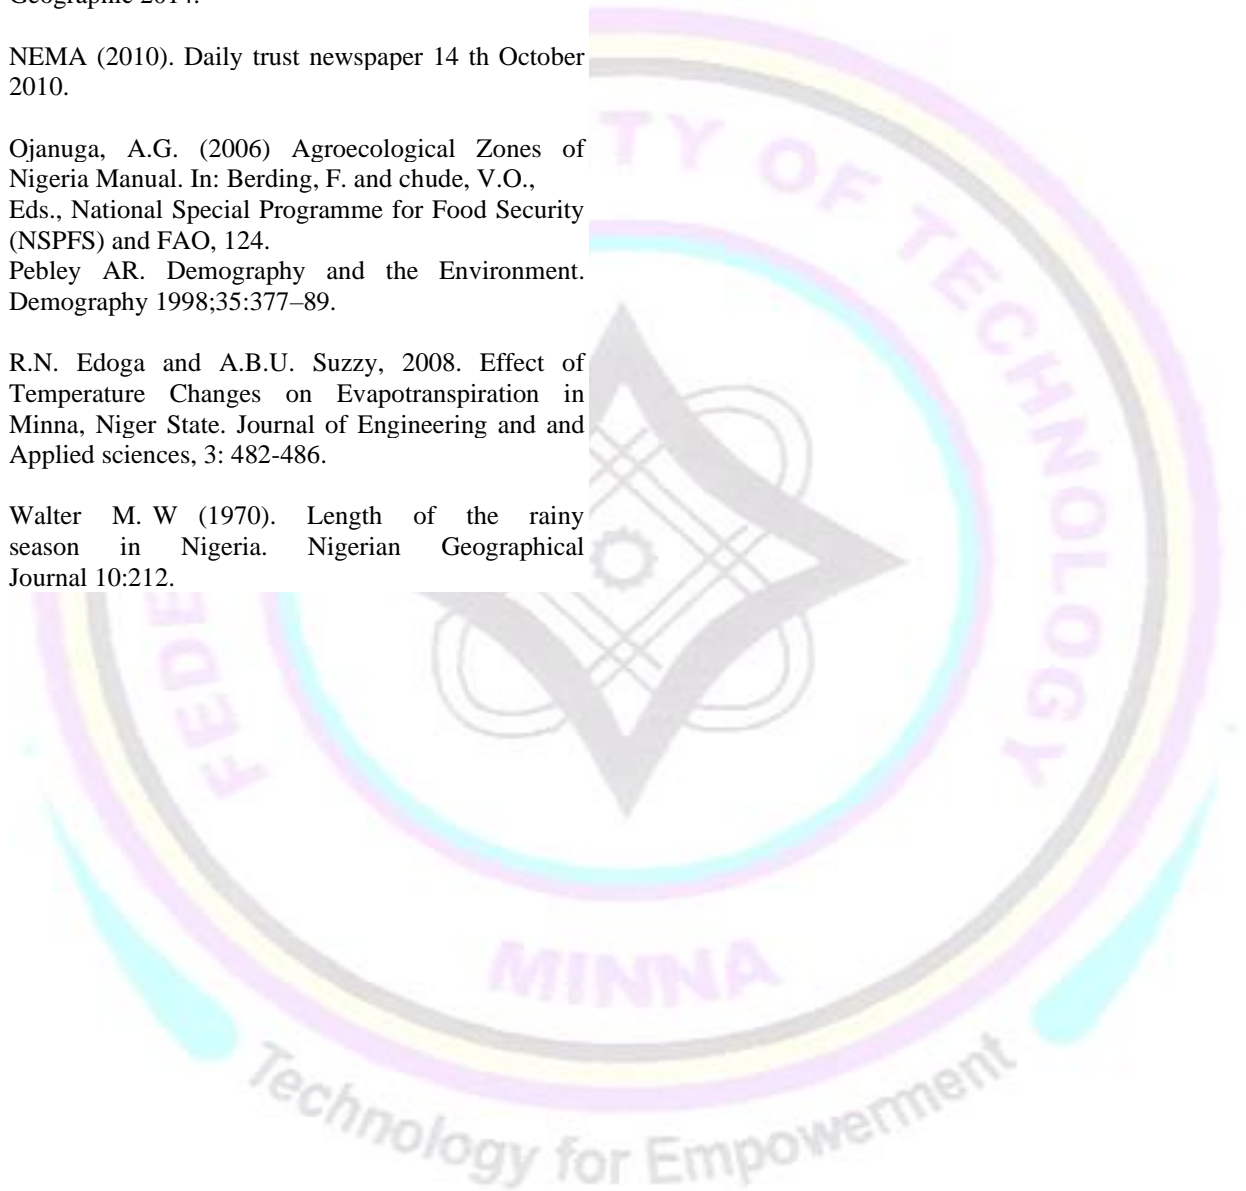 Geographic 2014.
NEMA (2010). Daily trust newspaper 14 th October
2010.
Ojanuga, A.G. (2006) Agroecological Zones of
Nigeria Manual. In: Berding, F. and chude, V.O.,
Eds., National Special Programme for Food Security
(NSPFS) and FAO, 124.
Pebley AR. Demography and the Environment.
Demography 1998;35:377–89.
R.N. Edoga and A.B.U. Suzzy, 2008. Effect of
Temperature Changes on Evapotranspiration in
Minna, Niger State. Journal of Engineering and and
Applied sciences, 3: 482-486.
Walter M. W (1970). Length of the rainy
season in Nigeria. Nigerian Geographical
Journal 10:212.
FEDE
TY OF TECHNOLOGY
MINNA
Technology for Empowerment